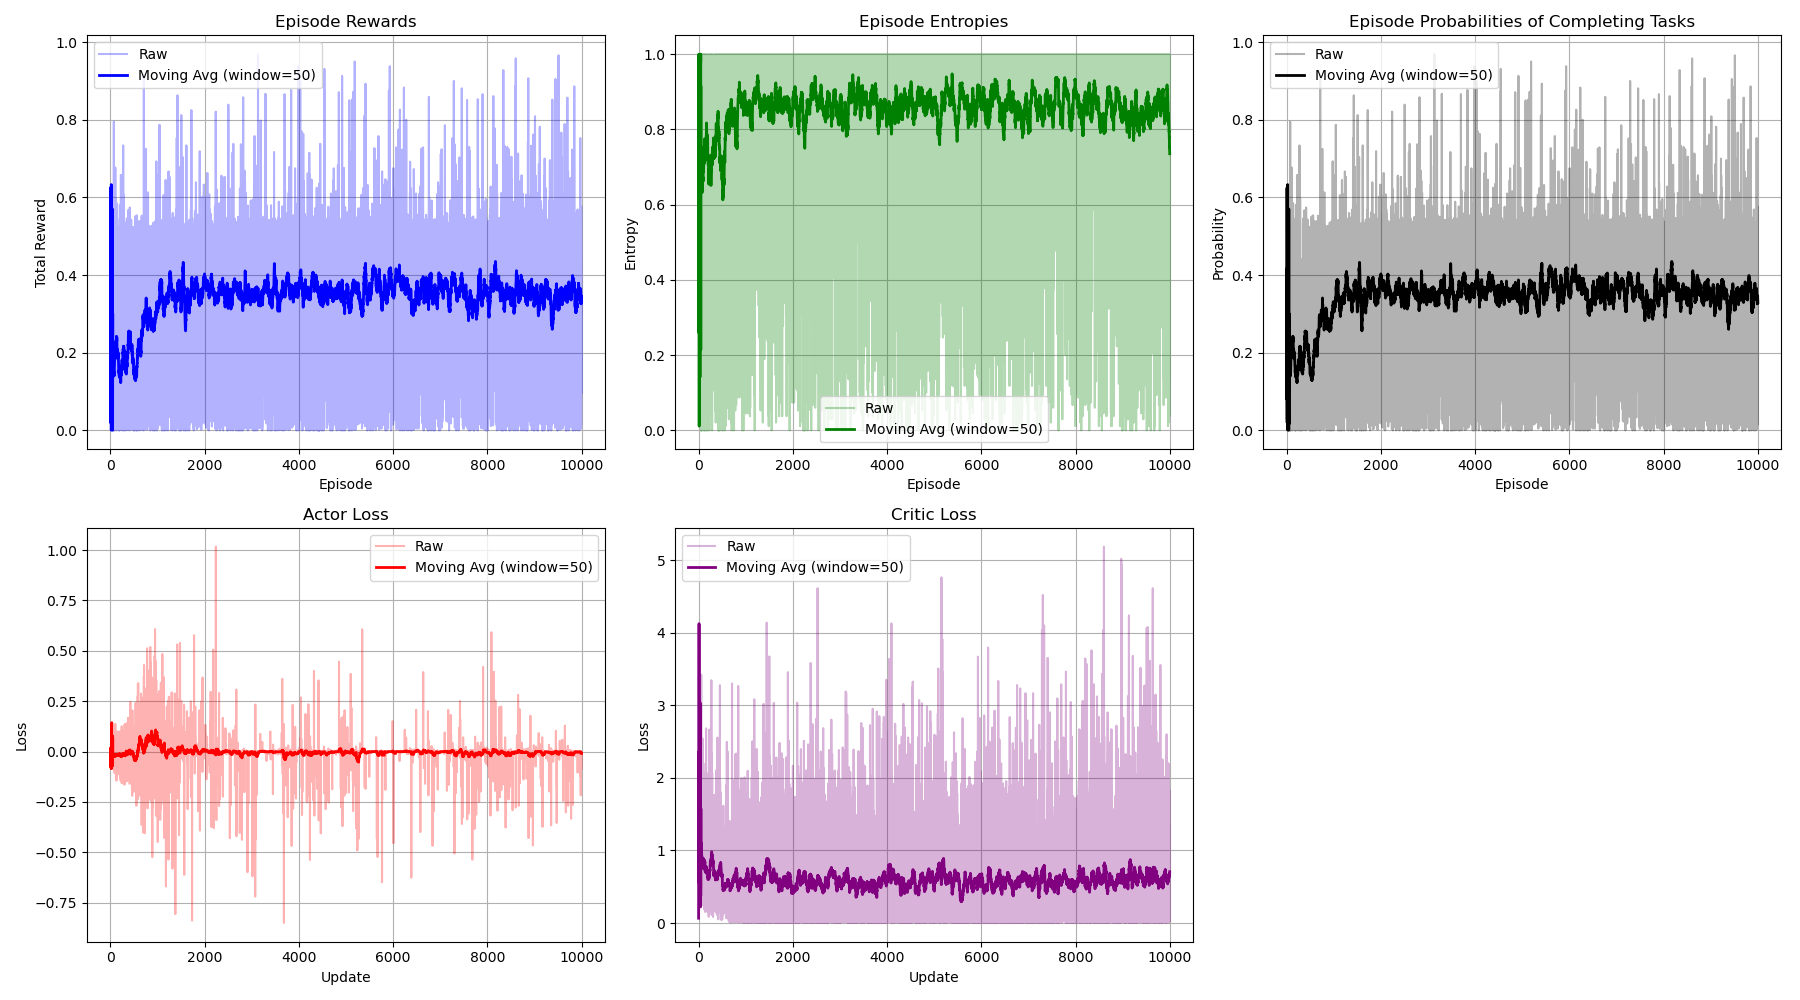 Episode Rewards
Raw
Moving Avg (window=50)
Total Reward
1.0
0.8
0.6
0.4
0.2
0.0
0 2000 4000 6000 8000 10000
Episode
Episode Entropies
Entropy
1.0
0.8
0.6
0.4
0.2
0.0
Raw
Moving Avg (window=50)
0 2000 4000 6000 8000 10000
Episode
Episode Probabilities of Completing Tasks
Raw
Moving Avg (window=50)
Probability
1.0
0.8
0.6
0.4
0.2
0.0
0 2000 4000 6000 8000 10000
Episode
Actor Loss
Raw
Moving Avg (window=50)
Loss
1.00
0.75
0.50
0.25
0.00
−0.25
−0.50
−0.75
0 2000 4000 6000 8000 10000
Update
Critic Loss
Raw
Moving Avg (window=50)
Loss
5
4
3
2
1
0
0 2000 4000 6000 8000 10000
Update